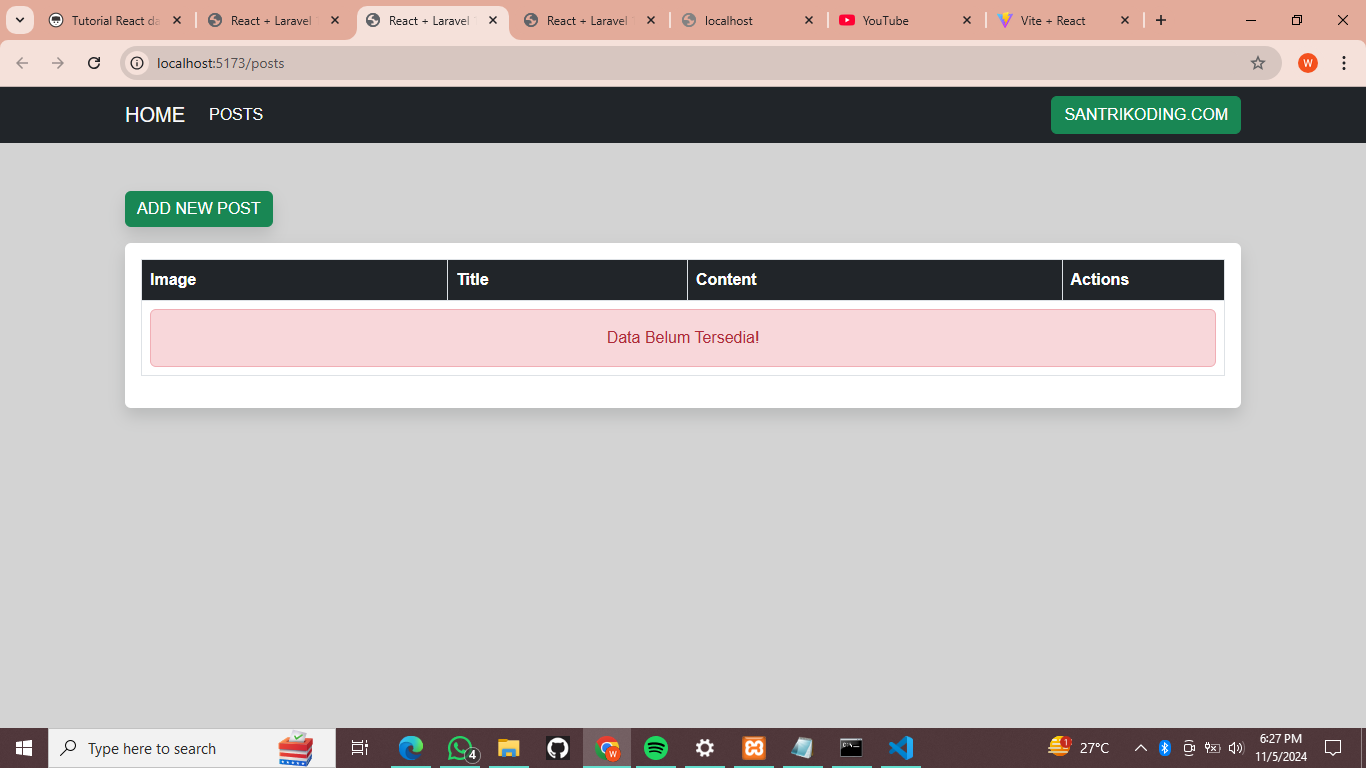 Tutorial React da
React + Laravel
React + Laravel
React + Laravel
localhost
YouTube
Vite + React
localhost:5173/posts
W
HOME
POSTS
SANTRIKODING.COM
ADD NEW POST
Image
Title
Content
Actions
Data Belum Tersedia!
Type here to search
4
W
1
27°C
6:27 PM
11/5/2024